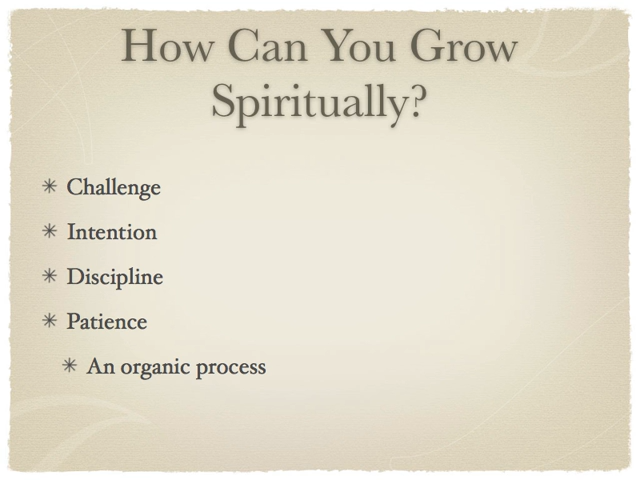 How Can You Grow
Spiritually?
Challenge
Intention
Discipline
Patience
An organic process